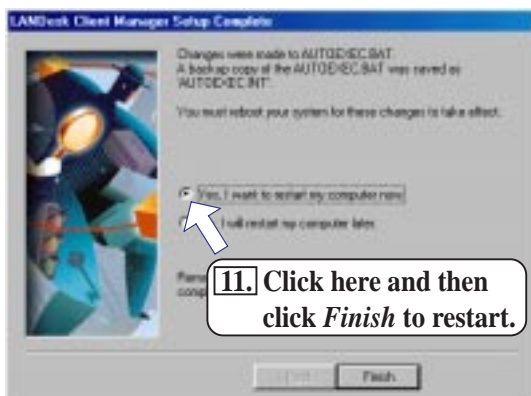 LANDesk Client Manager Setup Complete
Changes were made to AUTOEXEC.BAT.
A backup copy of the AUTOEXEC.BAT was saved as
'AUTOEXEC.INT'.
You must reboot your system for these changes to take effect.
Yes, I want to restart my computer now.
I will restart my computer later.
11. Click here and then
click Finish to restart.
Finish